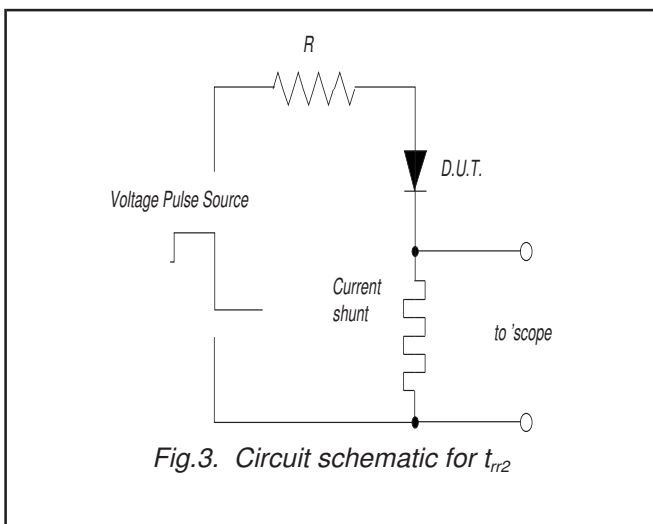 R
D.U.T.
Voltage Pulse Source
Current
shunt
to 'scope
Fig.3. Circuit schematic for trr2